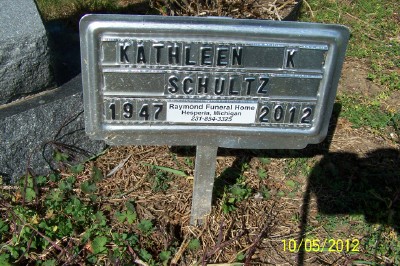 KATHLEEN K
SCHULTZ
1947 Raymond Funeral Home 2012
Hesperia, Michigan
231-854-3325
10/05/2012